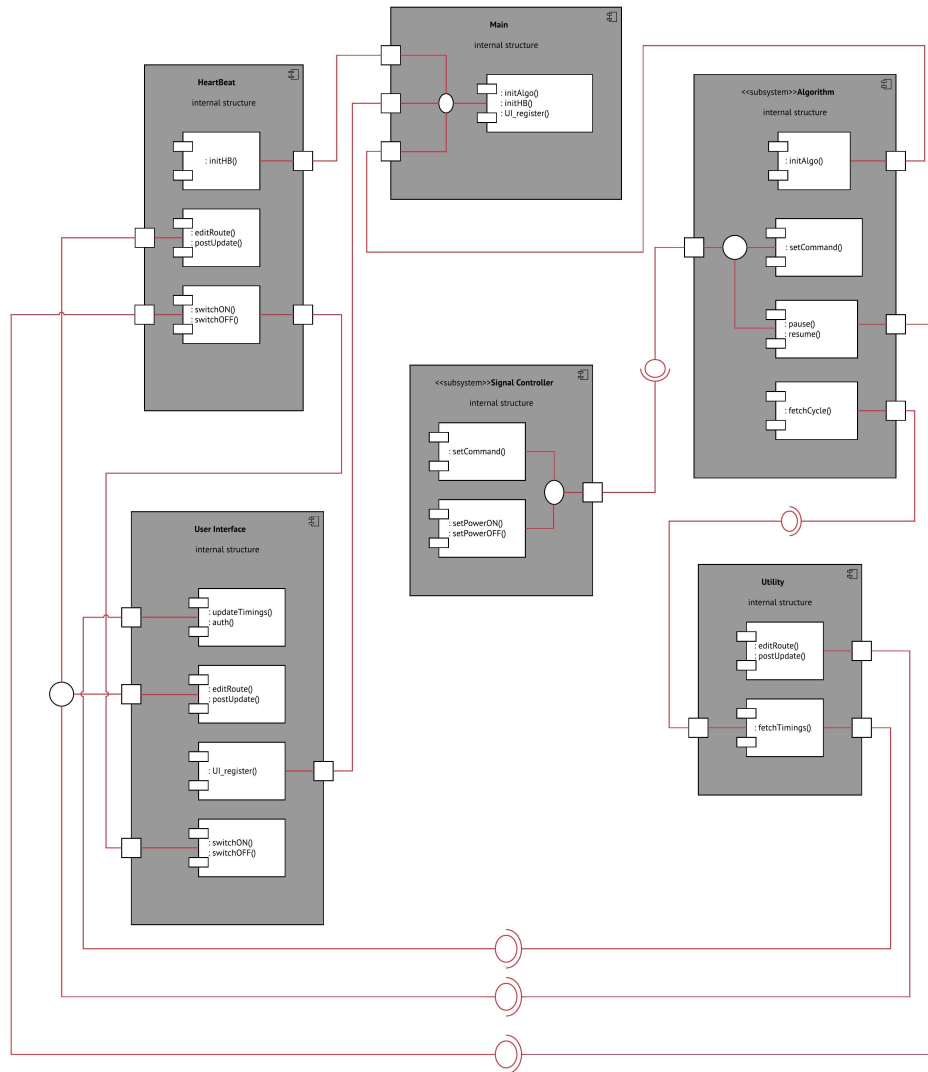 Main
internal structure
: initAlgo()
: initHB()
: UI_register()
HeartBeat
internal structure
: initHB()
: editRoute()
: postUpdate()
: switchON()
: switchOFF()
<<subsystem>>Algorithm
internal structure
: initAlgo()
: setCommand()
: pause()
: resume()
: fetchCycle()
<<subsystem>>Signal Controller
internal structure
: setCommand()
: setPowerON()
: setPowerOFF()
User Interface
internal structure
: updateTimings()
: auth()
: editRoute()
: postUpdate()
: UI_register()
: switchON()
: switchOFF()
Utility
internal structure
: editRoute()
: postUpdate()
: fetchTimings()